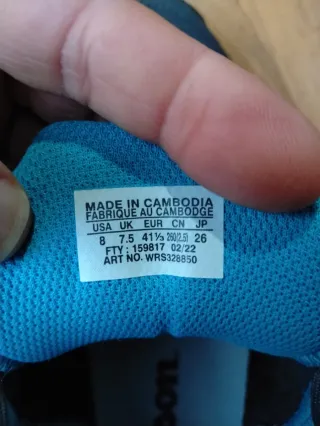 MADE IN CAMBODIA
FABRIQUÉ AU CAMBODGE
USA UK EUR CN JP
8 7.5 41⅓ 260(2.5) 26
FTY : 159817 02/22
ART NO. WRS328850